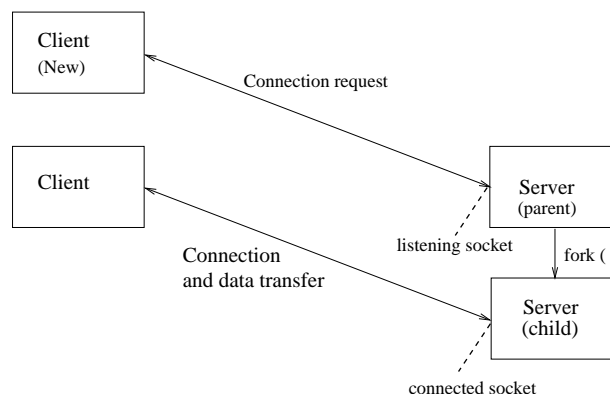 Client
(New)
Connection request
Client
Server
(parent)
listening socket
fork (
Connection
and data transfer
Server
(child)
connected socket